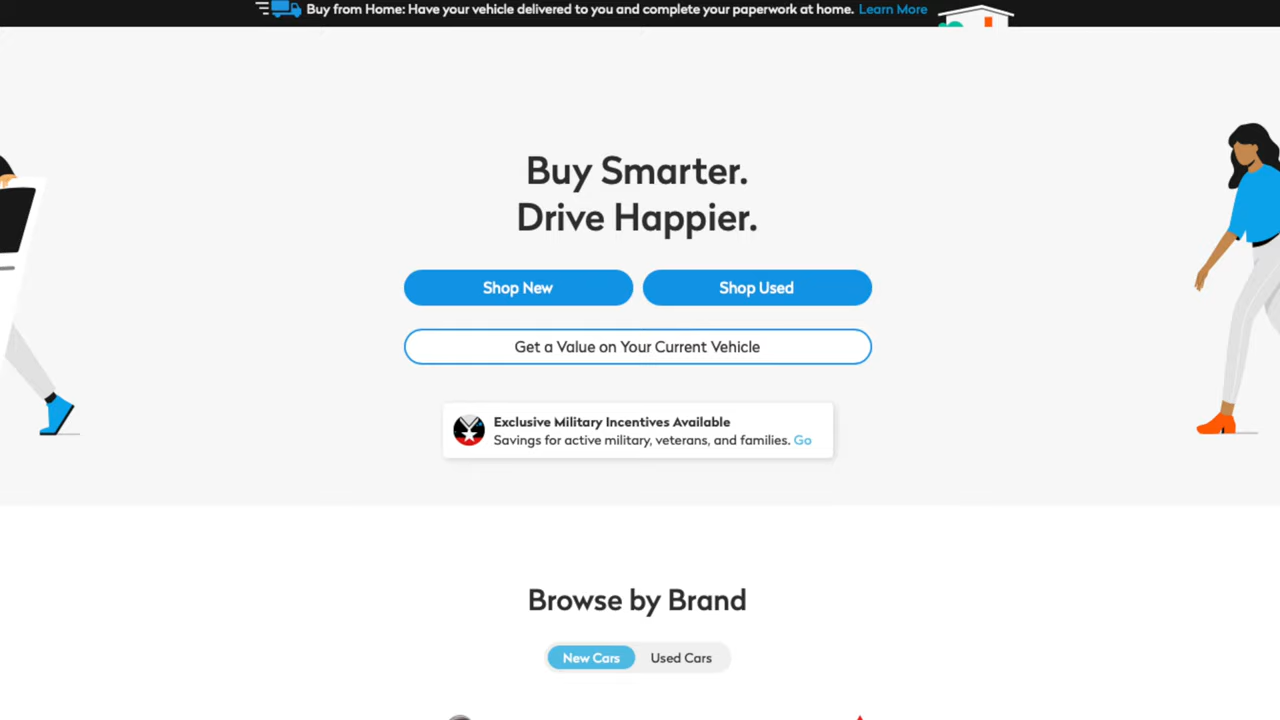 Buy from Home: Have your vehicle delivered to you and complete your paperwork at home. Learn More
Buy Smarter.
Drive Happier.
Shop New
Shop Used
Get a Value on Your Current Vehicle
Exclusive Military Incentives Available
Savings for active military, veterans, and families. Go
Browse by Brand
New Cars
Used Cars